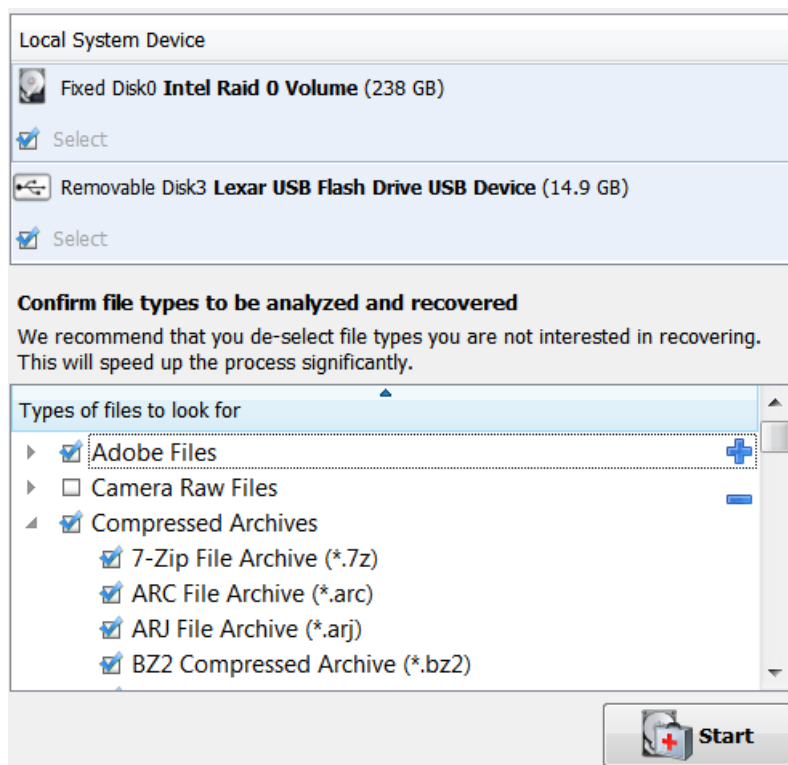 Local System Device
Fixed Disk0 Intel Raid 0 Volume (238 GB)
Select
Removable Disk3 Lexar USB Flash Drive USB Device (14.9 GB)
Select
Confirm file types to be analyzed and recovered
We recommend that you de-select file types you are not interested in recovering.
This will speed up the process significantly.
Types of files to look for
Adobe Files
Camera Raw Files
Compressed Archives
7-Zip File Archive (*.7z)
ARC File Archive (*.arc)
ARJ File Archive (*.arj)
BZ2 Compressed Archive (*.bz2)
Start